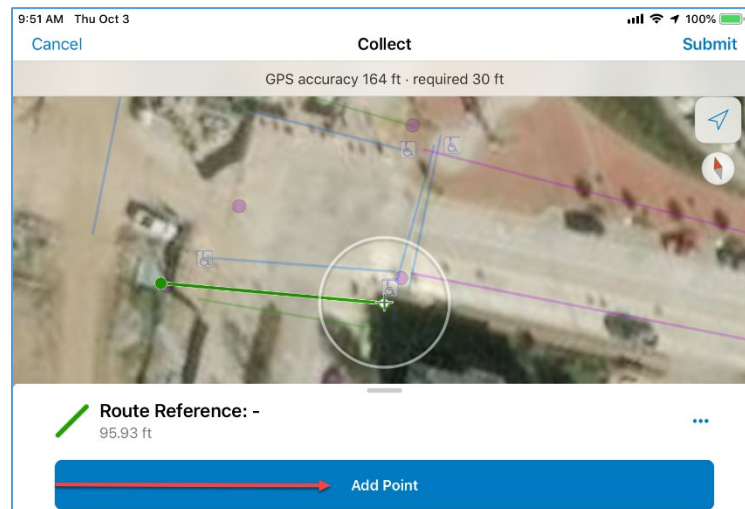 9:51 AM Thu Oct 3 100%
Cancel Collect Submit
GPS accuracy 164 ft · required 30 ft
Route Reference: -
95.93 ft
Add Point